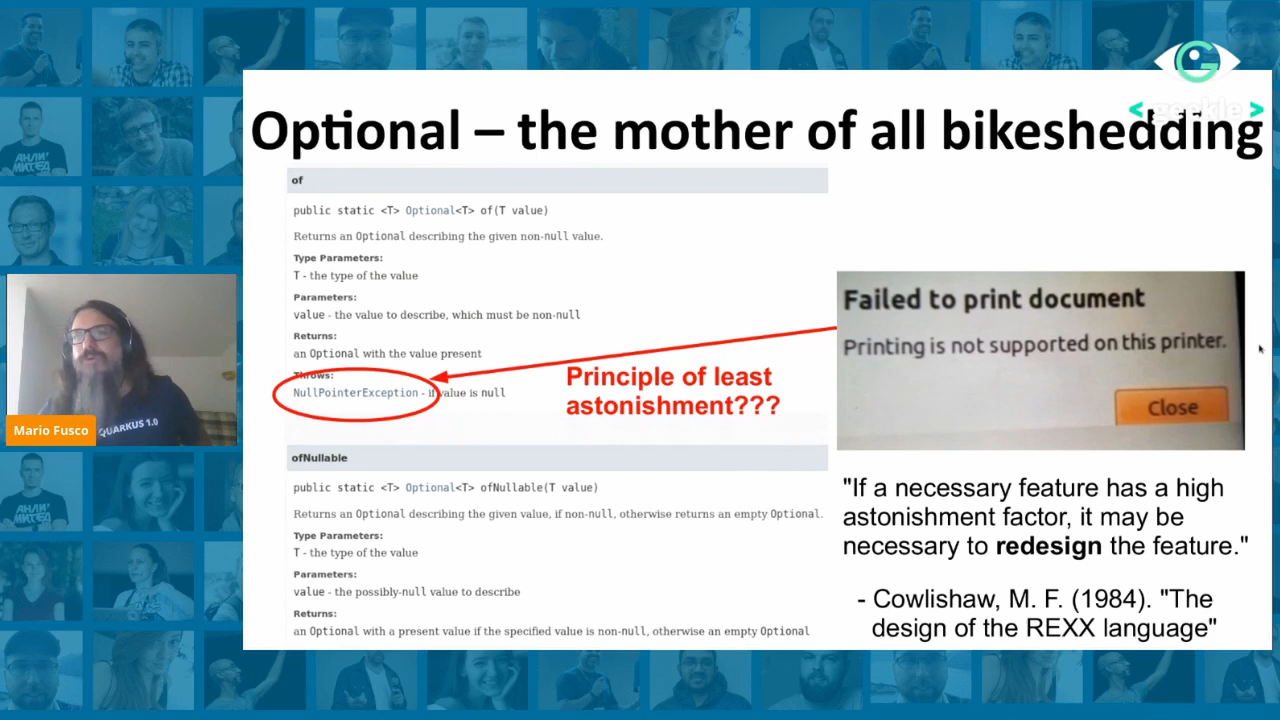 < geekle >
Optional – the mother of all bikeshedding
of
public static <T> Optional<T> of(T value)
Returns an Optional describing the given non-null value.
Type Parameters:
T - the type of the value
Parameters:
value - the value to describe, which must be non-null
Returns:
an Optional with the value present
Throws:
NullPointerException - if value is null
Principle of least
astonishment???
ofNullable
public static <T> Optional<T> ofNullable(T value)
Returns an Optional describing the given value, if non-null, otherwise returns an empty Optional.
Type Parameters:
T - the type of the value
Parameters:
value - the possibly-null value to describe
Returns:
an Optional with a present value if the specified value is non-null, otherwise an empty Optional
Failed to print document
Printing is not supported on this printer.
Close
"If a necessary feature has a high
astonishment factor, it may be
necessary to redesign the feature."
- Cowlishaw, M. F. (1984). "The
design of the REXX language"
QUARKUS 1.0
Mario Fusco
АНЛИ
МИТЕД
АНЛИ
МИТЕД